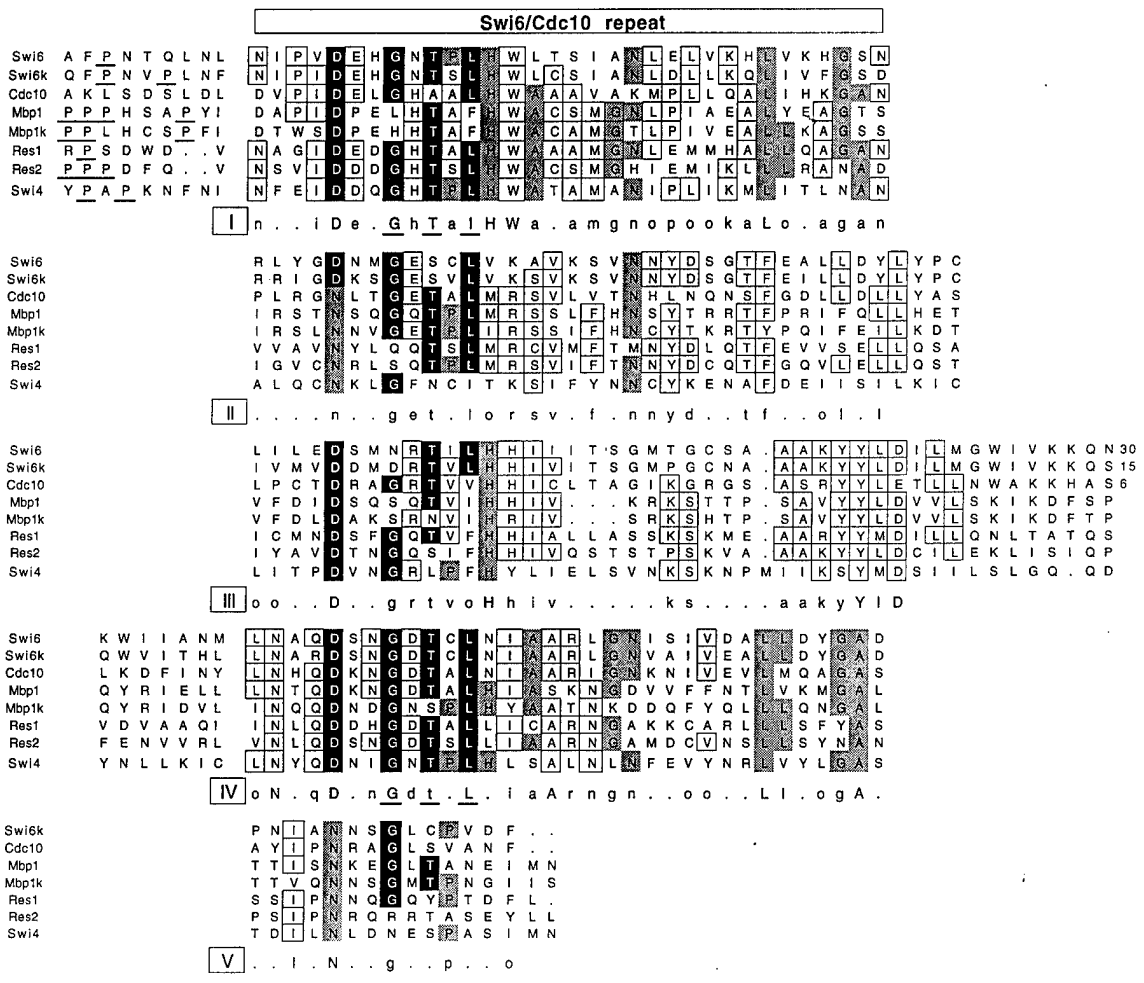 Swi6/Cdc10 repeat
Swi6 A F P N T Q L N L N I P V D E H G N T P L H W L T S I A N L E L V K H L V K H G S N
Swi6k Q F P N V P L N F N I P I D E H G N T S L H W L C S I A N L D L L K Q L I V F G S D
Cdc10 A K L S D S L D L D V P I D E L G H A A L H W A A A V A K M P L L Q A L I H K G A N
Mbp1 P P P H S A P Y I D A P I D P E L H T A F H W A C S M G N L P I A E A L Y E A G T S
Mbp1k P P L H C S P F I D T W S D P E H H T A F H W A C A M G T L P I V E A L L K A G S S
Res1 R P S D W D . . V N A G I D E D G H T A L H W A A A M G N L E M M H A L L Q A G A N
Res2 P P P D F Q . . V N S V I D D D G H T S L H W A C S M G H I E M I K L L L R A N A D
Swi4 Y P A P K N F N I N F E I D D Q G H T P L H W A T A M A N I P L I K M L I T L N A N
I n . . i D e . G h T a l H W a . a m g n o p o o k a L o . a g a n
Swi6 R L Y G D N M G E S C L V K A V K S V N N Y D S G T F E A L L D Y L Y P C
Swi6k R R I G D K S G E S V L V K S V K S V N N Y D S G T F E I L L D Y L Y P C
Cdc10 P L R G N L T G E T A L M R S V L V T N H L N Q N S F G D L L D L L Y A S
Mbp1 I R S T N S Q G Q T P L M R S S L F H N S Y T R R T F P R I F Q L L H E T
Mbp1k I R S L N N V G E T P L I R S S I F H N C Y T K R T Y P Q I F E I L K D T
Res1 V V A V N Y L Q Q T S L M R C V M F T M N Y D L Q T F E V V S E L L Q S A
Res2 I G V C N R L S Q T P L M R S V I F T N N Y D C Q T F G Q V L E L L Q S T
Swi4 A L Q C N K L G F N C I T K S I F Y N N C Y K E N A F D E I I S I L K I C
II . . . . n . . g e t . l o r s v . f . n n y d . . t f . . o l . l
Swi6 L I L E D S M N R T I L H H I I I T S G M T G C S A . A A K Y Y L D I L M G W I V K K Q N 30
Swi6k I V M V D D M D R T V L H H I V I T S G M P G C N A . A A K Y Y L D I L M G W I V K K Q S 15
Cdc10 L P C T D R A G R T V V H H I C L T A G I K G R G S . A S R Y Y L E T L L N W A K K H A S 6
Mbp1 V F D I D S Q S Q T V I H H I V . . . K R K S T T P . S A V Y Y L D V V L S K I K D F S P
Mbp1k V F D L D A K S R N V I H R I V . . . S R K S H T P . S A V Y Y L D V V L S K I K D F T P
Res1 I C M N D S F G Q T V F H H I A L L A S S K S K M E . A A R Y Y M D I L L Q N L T A T Q S
Res2 I Y A V D T N G Q S I F H H I V Q S T S T P S K V A . A A K Y Y L D C I L E K L I S I Q P
Swi4 L I T P D V N G R L P F H Y L I E L S V N K S K N P M I I K S Y M D S I I L S L G Q . Q D
III o o . . D . . g r t v o H h i v . . . . . k s . . . . a a k y Y l D
Swi6 K W I I A N M L N A Q D S N G D T C L N I A A R L G N I S I V D A L L D Y G A D
Swi6k Q W V I T H L L N A R D S N G D T C L N I A A R L G N V A I V E A L L D Y G A D
Cdc10 L K D F I N Y L N H Q D K N G D T A L N I A A R I G N K N I V E V L M Q A G A S
Mbp1 Q Y R I E L L L N T Q D K N G D T A L H I A S K N G D V V F F N T L V K M G A L
Mbp1k Q Y R I D V L I N Q Q D N D G N S P L H Y A A T N K D D Q F Y Q L L L Q N G A L
Res1 V D V A A Q I I N L Q D D H G D T A L L I C A R N G A K K C A R L L L S F Y A S
Res2 F E N V V R L V N L Q D S N G D T S L L I A A R N G A M D C V N S L L S Y N A N
Swi4 Y N L L K I C L N Y Q D N I G N T P L H L S A L N L N F E V Y N R L V Y L G A S
IV o N . q D . n G d t . L . i a A r n g n . . o o . . L l . o g A .
Swi6k P N I A N N S G L C P V D F . .
Cdc10 A Y I P N R A G L S V A N F . .
Mbp1 T T I S N K E G L T A N E I M N
Mbp1k T T V Q N N S G M T P N G I I S
Res1 S S I P N N Q G Q Y P T D F L .
Res2 P S I P N R Q R R T A S E Y L L
Swi4 T D I L N L D N E S P A S I M N
V . . I . N . . g . . p . . o